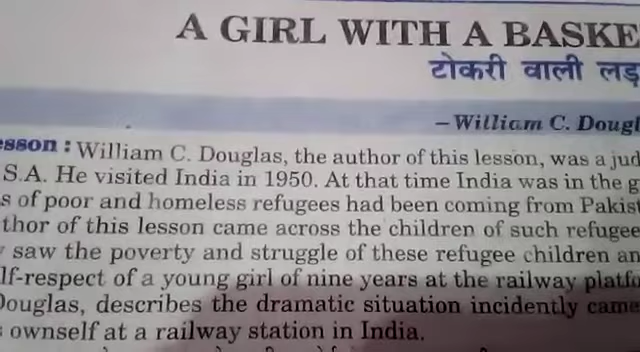 A GIRL WITH A BASKE
टोकरी वाली लड़
—William C. Dougl
esson : William C. Douglas, the author of this lesson, was a jud
S.A. He visited India in 1950. At that time India was in the g
s of poor and homeless refugees had been coming from Pakist
thor of this lesson came across the children of such refugee
saw the poverty and struggle of these refugee children an
lf-respect of a young girl of nine years at the railway platfo
Douglas, describes the dramatic situation incidently came
s ownself at a railway station in India.